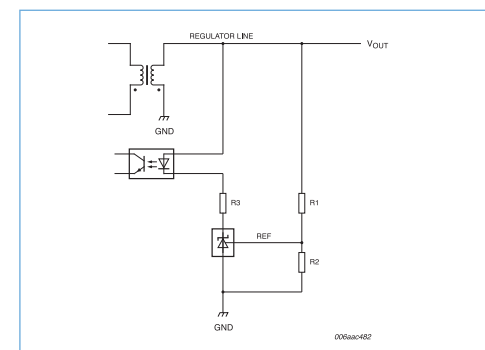 REGULATOR LINE
VOUT
GND
R3
R1
REF
R2
GND
006aac482